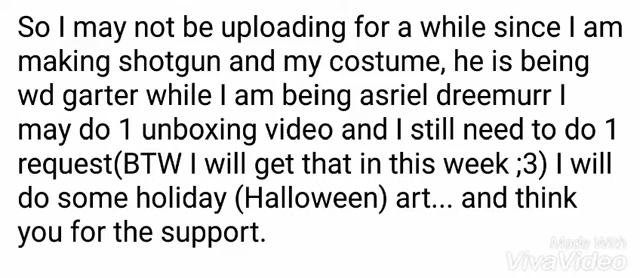 So I may not be uploading for a while since I am
making shotgun and my costume, he is being
wd garter while I am being asriel dreemurr I
may do 1 unboxing video and I still need to do 1
request(BTW I will get that in this week ;3) I will
do some holiday (Halloween) art... and think
you for the support.
Made With
VivaVideo